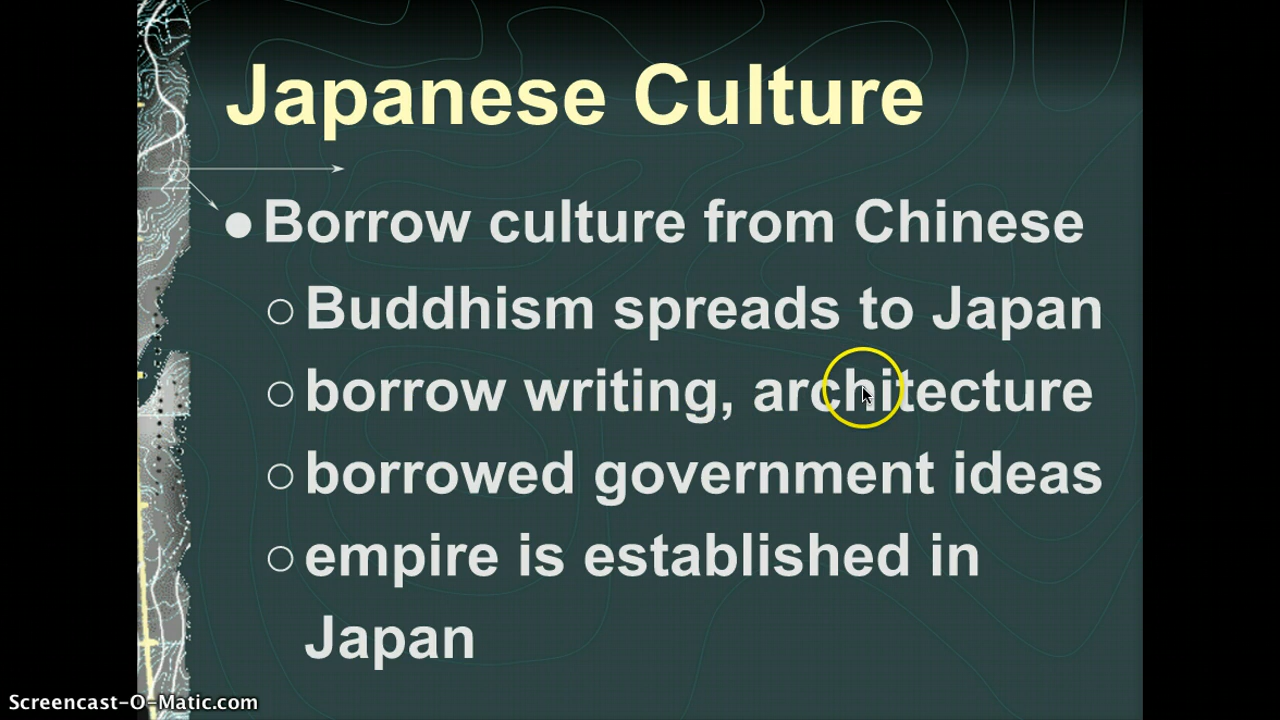 Japanese Culture
● Borrow culture from Chinese
○ Buddhism spreads to Japan
○ borrow writing, architecture
○ borrowed government ideas
○ empire is established in
Japan
Screencast-O-Matic.com